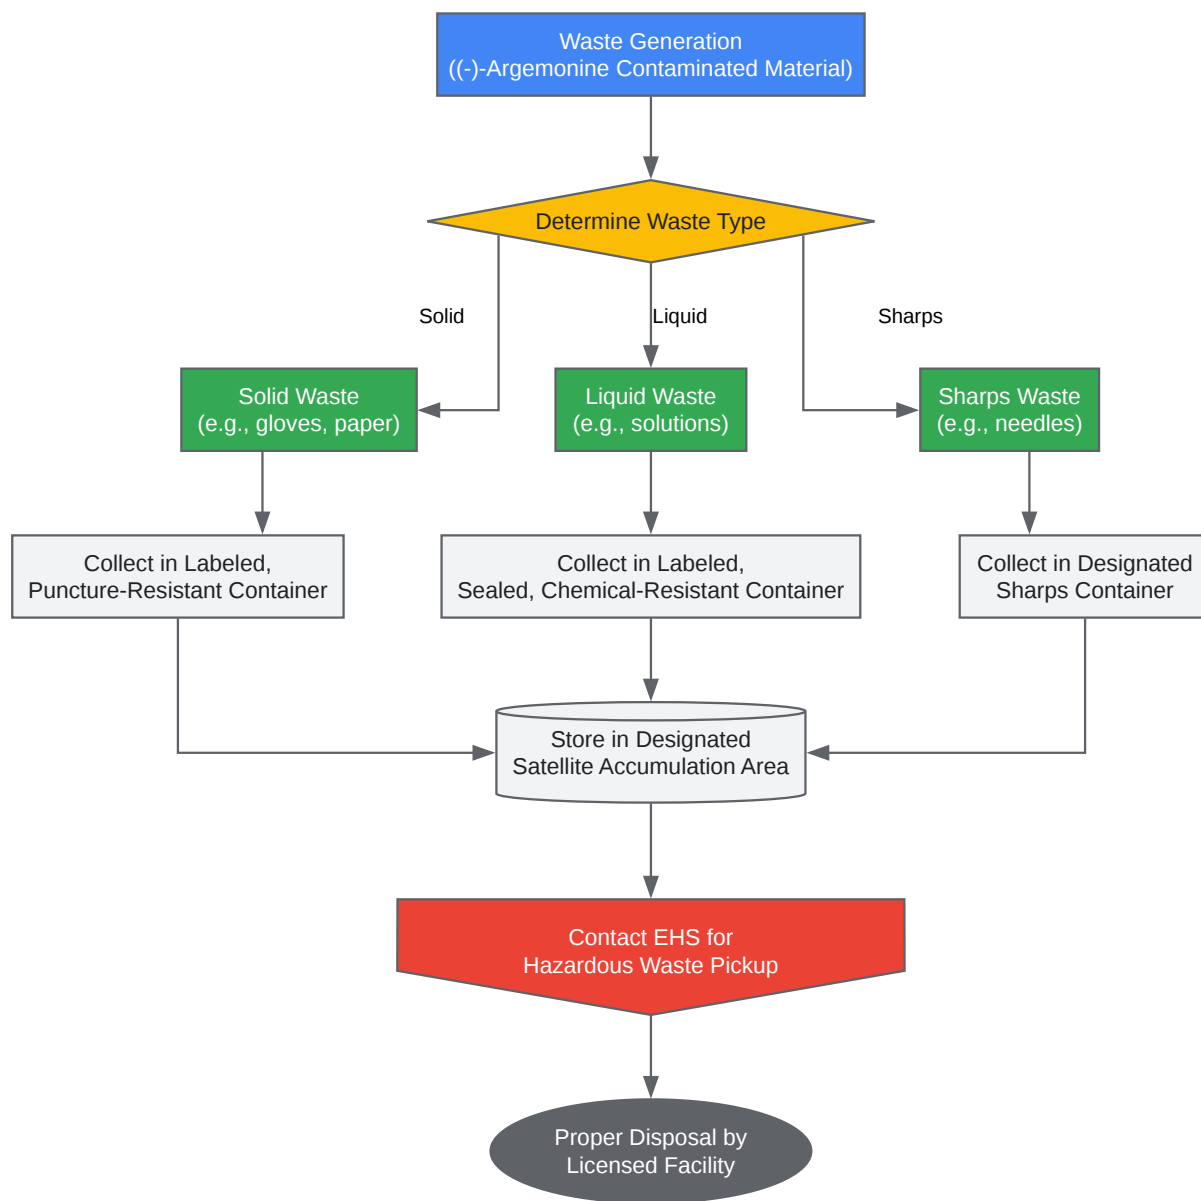 Waste Generation
((-)-Argemonine Contaminated Material)
Determine Waste Type
Solid
Liquid
Sharps
Solid Waste
(e.g., gloves, paper)
Liquid Waste
(e.g., solutions)
Sharps Waste
(e.g., needles)
Collect in Labeled,
Puncture-Resistant Container
Collect in Labeled,
Sealed, Chemical-Resistant Container
Collect in Designated
Sharps Container
Store in Designated
Satellite Accumulation Area
Contact EHS for
Hazardous Waste Pickup
Proper Disposal by
Licensed Facility